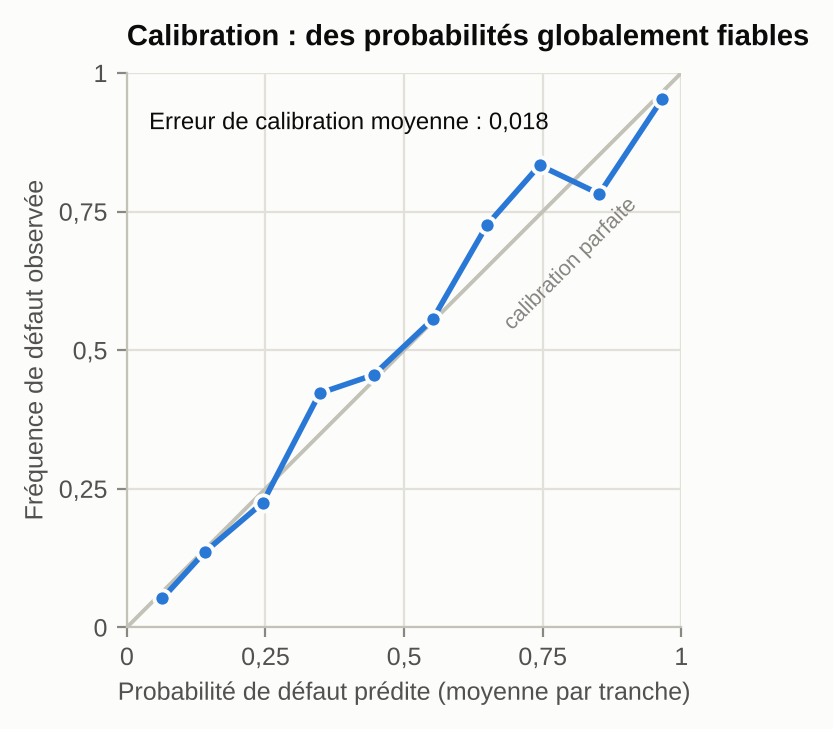 Calibration : des probabilités globalement fiables
Erreur de calibration moyenne : 0,018
calibration parfaite
Fréquence de défaut observée
1
0,75
0,5
0,25
0
0
0,25
0,5
0,75
1
Probabilité de défaut prédite (moyenne par tranche)